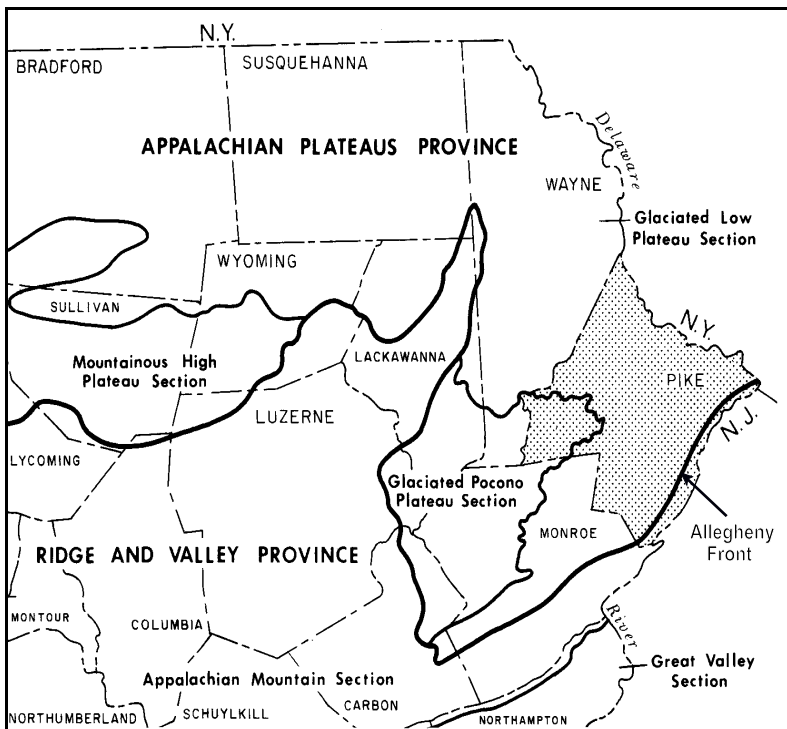 N.Y.
BRADFORD
SUSQUEHANNA
Delaware
APPALACHIAN PLATEAUS PROVINCE
WAYNE
Glaciated Low
Plateau Section
WYOMING
SULLIVAN
N.Y.
Mountainous High
Plateau Section
LACKAWANNA
PIKE
N.J.
LUZERNE
LYCOMING
Glaciated Pocono
Plateau Section
MONROE
Allegheny
Front
RIDGE AND VALLEY PROVINCE
MONTOUR
COLUMBIA
River
Great Valley
Section
Appalachian Mountain Section
CARBON
NORTHUMBERLAND
SCHUYLKILL
NORTHAMPTON